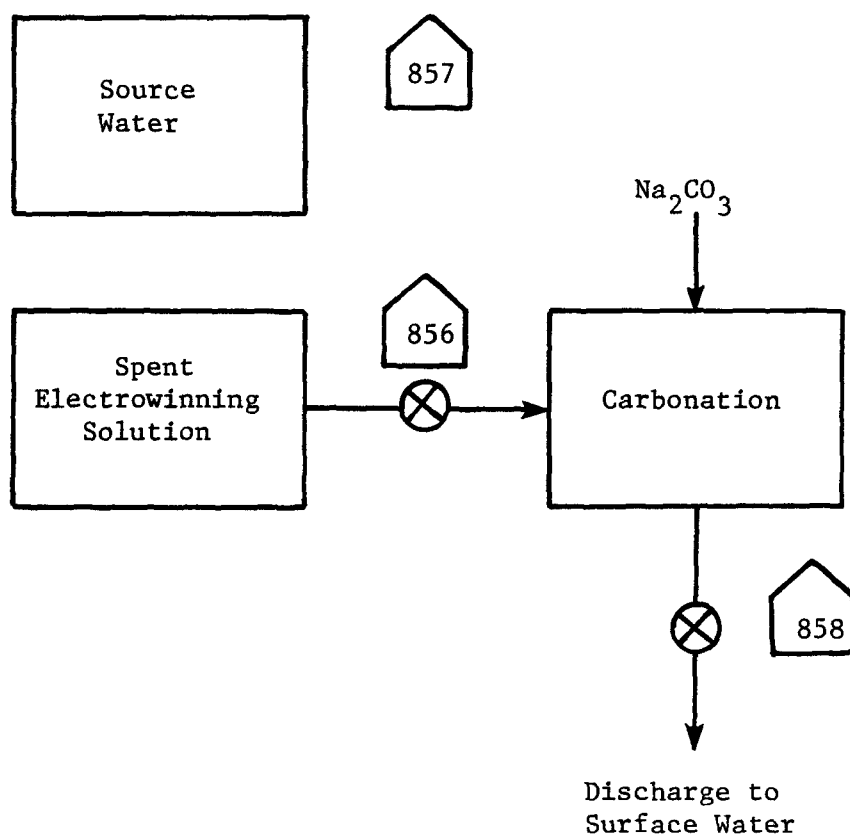 Source
Water
857
Na₂CO₃
856
Spent
Electrowinning
Solution
Carbonation
858
Discharge to
Surface Water